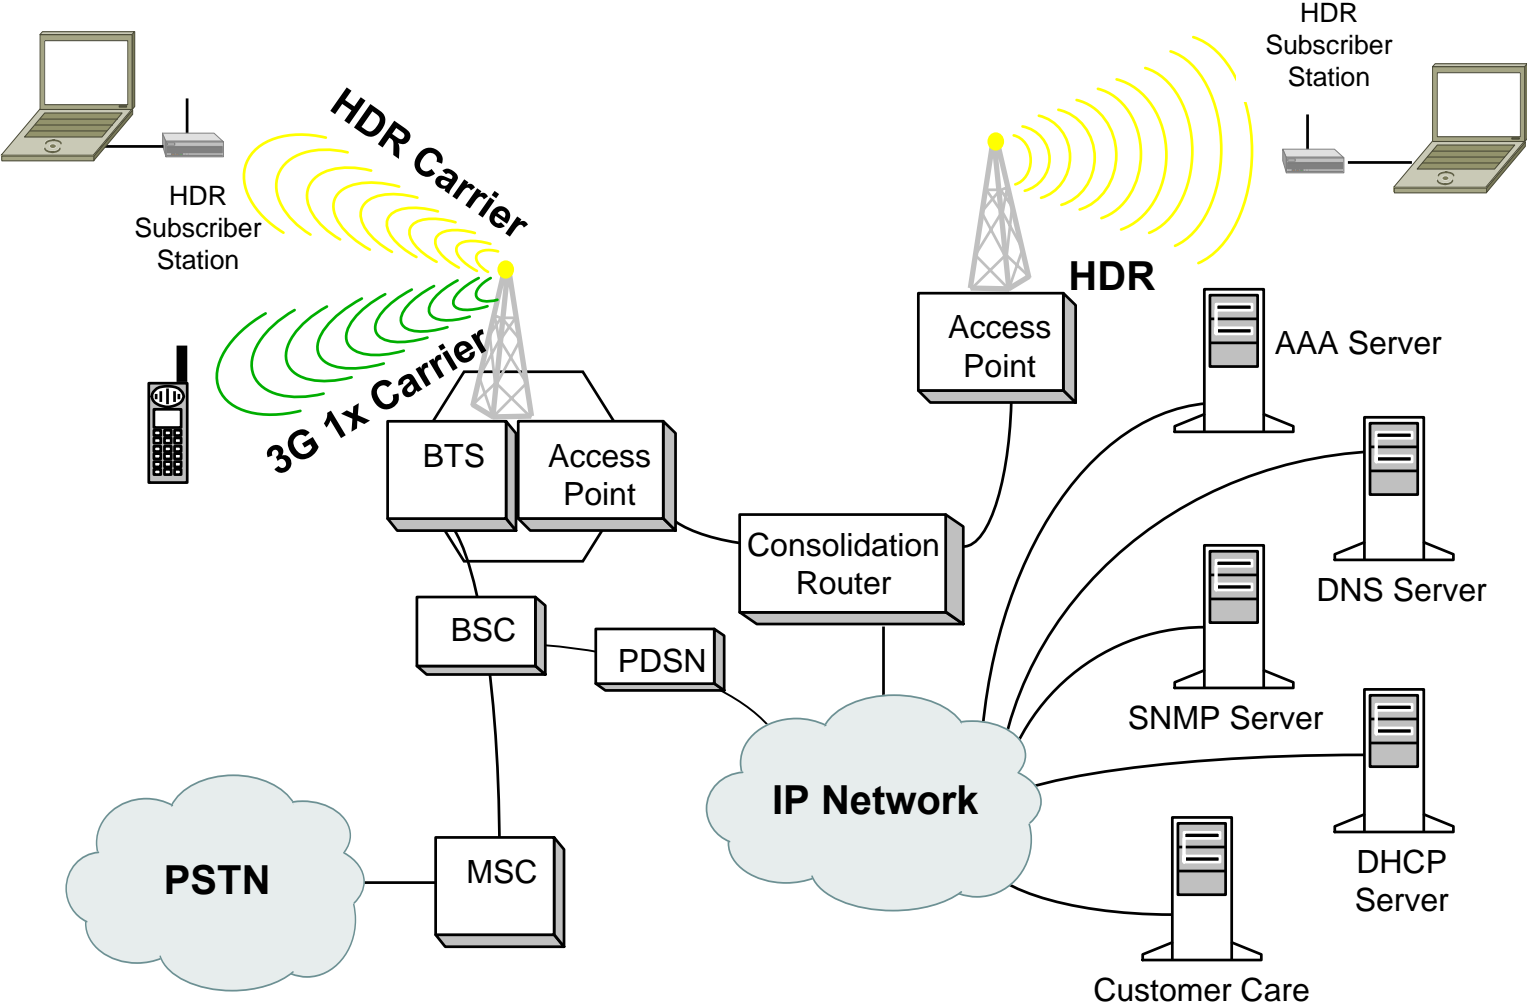 HDR
Subscriber
Station
HDR Carrier
HDR
Subscriber
Station
HDR
3G 1x Carrier
Access
Point
AAA Server
BTS
Access
Point
Consolidation
Router
DNS Server
BSC
PDSN
SNMP Server
IP Network
PSTN
MSC
DHCP
Server
Customer Care